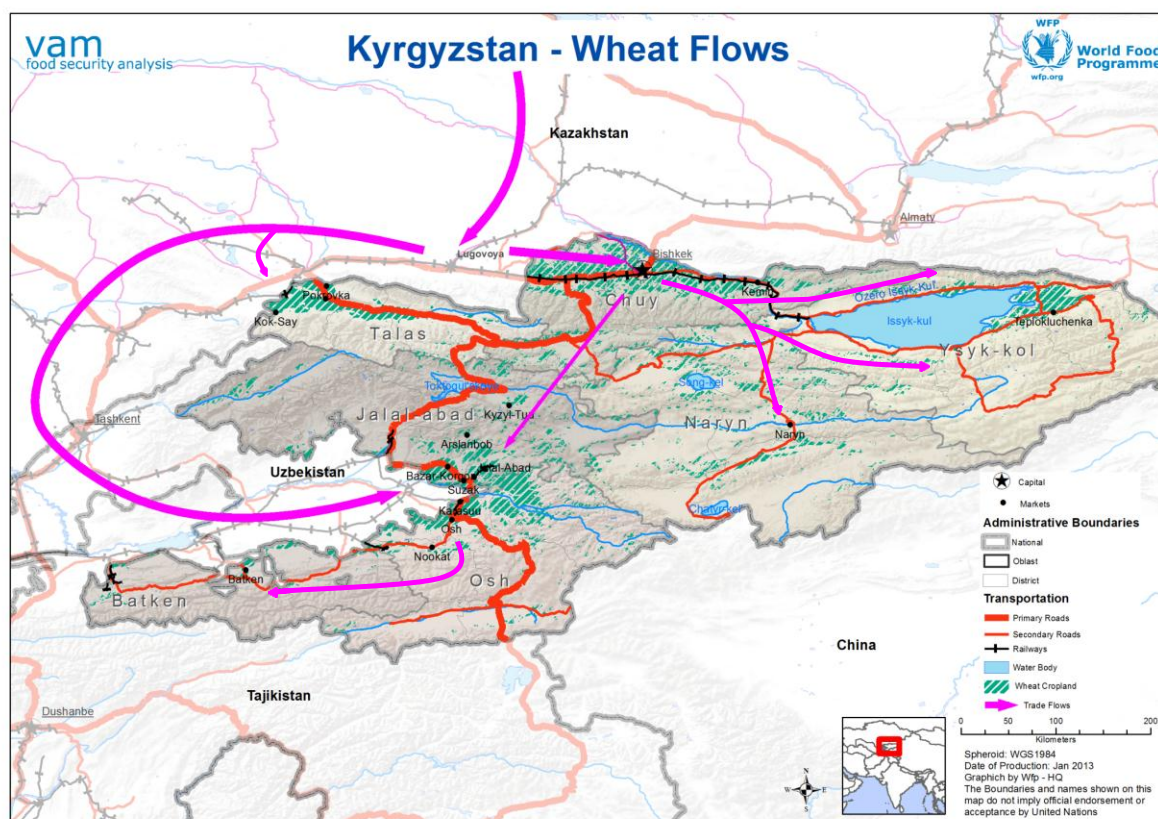 vam
food security analysis
Kyrgyzstan - Wheat Flows
WFP
wfp.org
World Food
Programme
Kazakhstan
Almaty
Lugovoya
Bishkek
Pokrovka
Kemin
Chuy
Ozero Issyk-Kul'
Kok-Say
Issyk-kul
Teplokluchenka
Talas
Ysyk-kol
Toktogul
Song-kel
Jalal-abad
Kyzyl-Tuu
Naryn
Naryn
Tashkent
Arslanbob
Uzbekistan
Bazar-Korgon
Jalal-Abad
Suzak
Karasuu
Chatyr-kel
Osh
Nookat
Batken
Osh
Batken
China
Tajikistan
Dushanbe
Capital
Markets
Administrative Boundaries
National
Oblast
District
Transportation
Primary Roads
Secondary Roads
Railways
Water Body
Wheat Cropland
Trade Flows
0 50 100 200
Kilometers
Spheroid: WGS1984
Date of Production: Jan 2013
Graphich by Wfp - HQ
The Boundaries and names shown on this
map do not imply official endorsement or
acceptance by United Nations
N
W E
S